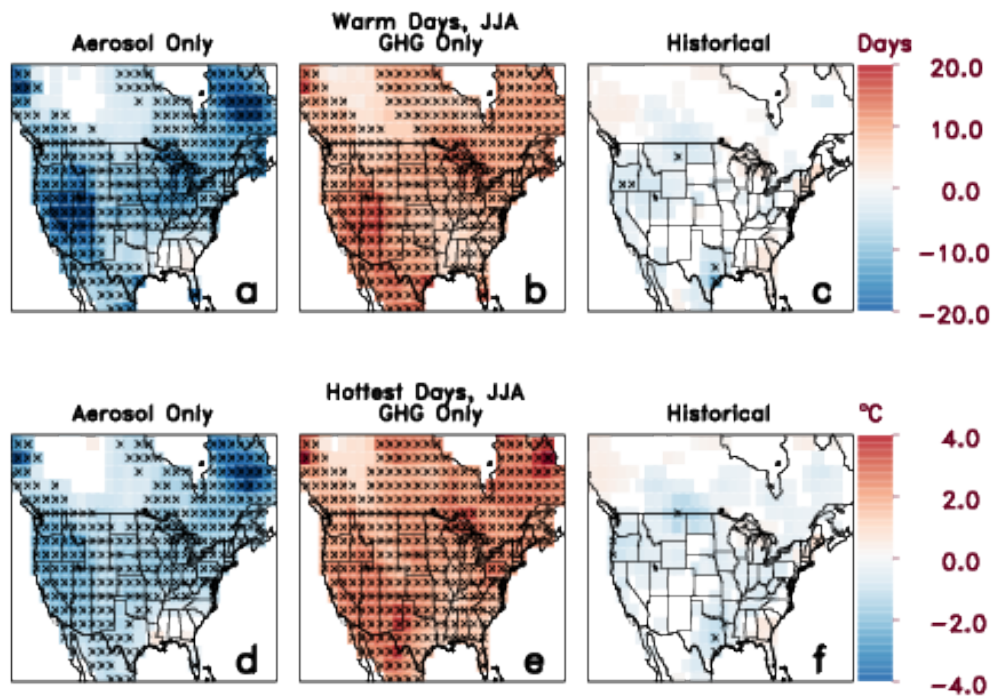 Warm Days, JJA
Aerosol Only
GHG Only
Historical
Days
20.0
10.0
0.0
−10.0
−20.0
a
b
c
Hottest Days, JJA
Aerosol Only
GHG Only
Historical
°C
4.0
2.0
0.0
−2.0
−4.0
d
e
f